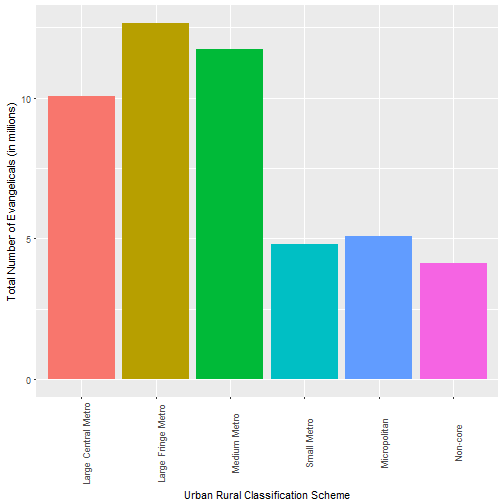 Total Number of Evangelicals (in millions)
10
5
0
Large Central Metro
Large Fringe Metro
Medium Metro
Small Metro
Micropolitan
Non-core
Urban Rural Classification Scheme